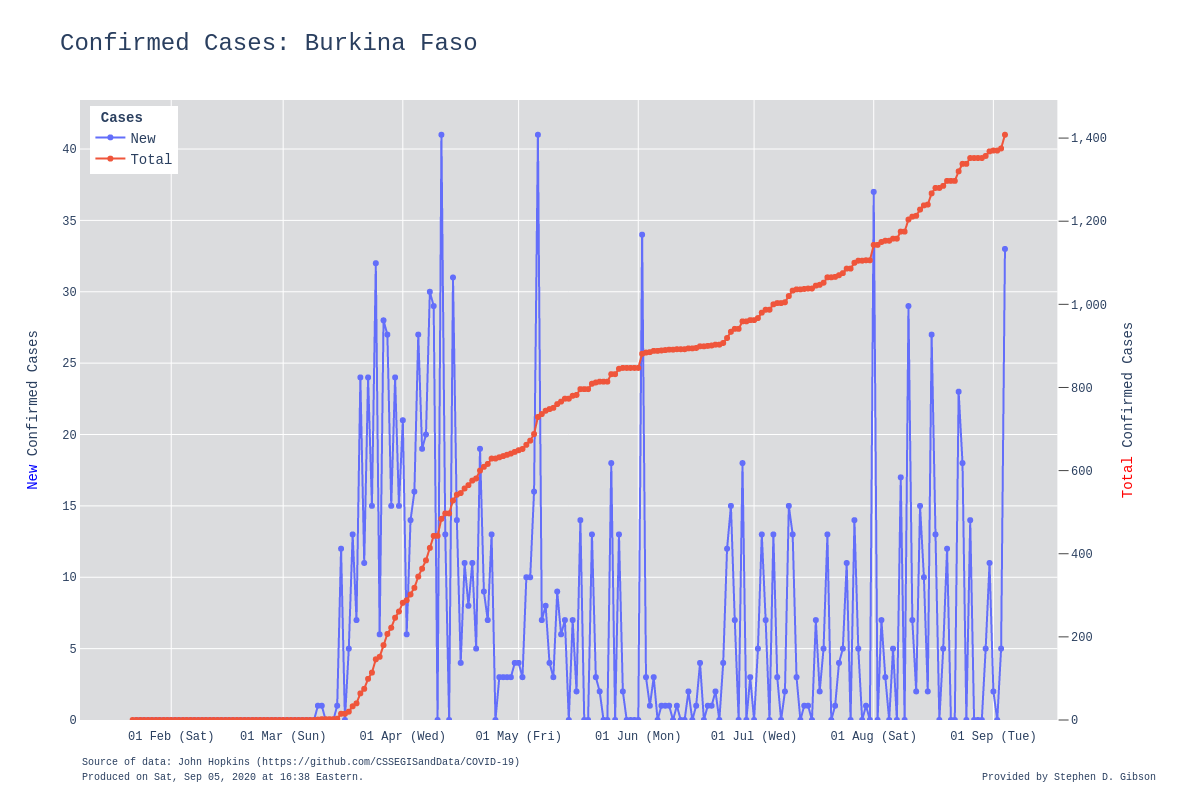 Confirmed Cases: Burkina Faso
Cases
New
Total
40
35
30
25
20
15
10
5
0
New Confirmed Cases
1,400
1,200
1,000
800
600
400
200
0
Total Confirmed Cases
01 Feb (Sat) 01 Mar (Sun) 01 Apr (Wed) 01 May (Fri) 01 Jun (Mon) 01 Jul (Wed) 01 Aug (Sat) 01 Sep (Tue)
Source of data: John Hopkins (https://github.com/CSSEGISandData/COVID-19)
Produced on Sat, Sep 05, 2020 at 16:38 Eastern.
Provided by Stephen D. Gibson